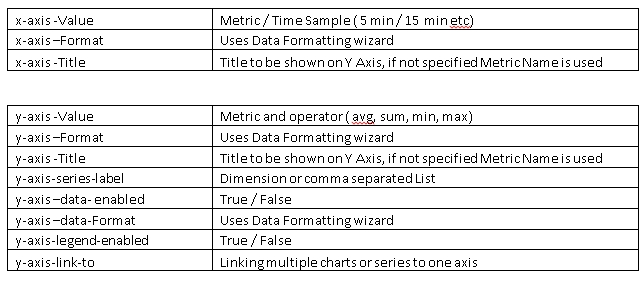 x-axis -Value Metric / Time Sample ( 5 min / 15 min etc)
x-axis –Format Uses Data Formatting wizard
x-axis -Title Title to be shown on Y Axis, if not specified Metric Name is used
y-axis -Value Metric and operator ( avg, sum, min, max)
y-axis –Format Uses Data Formatting wizard
y-axis -Title Title to be shown on Y Axis, if not specified Metric Name is used
y-axis-series-label Dimension or comma separated List
y-axis –data- enabled True / False
y-axis –data-Format Uses Data Formatting wizard
y-axis-legend-enabled True / False
y-axis-link-to Linking multiple charts or series to one axis